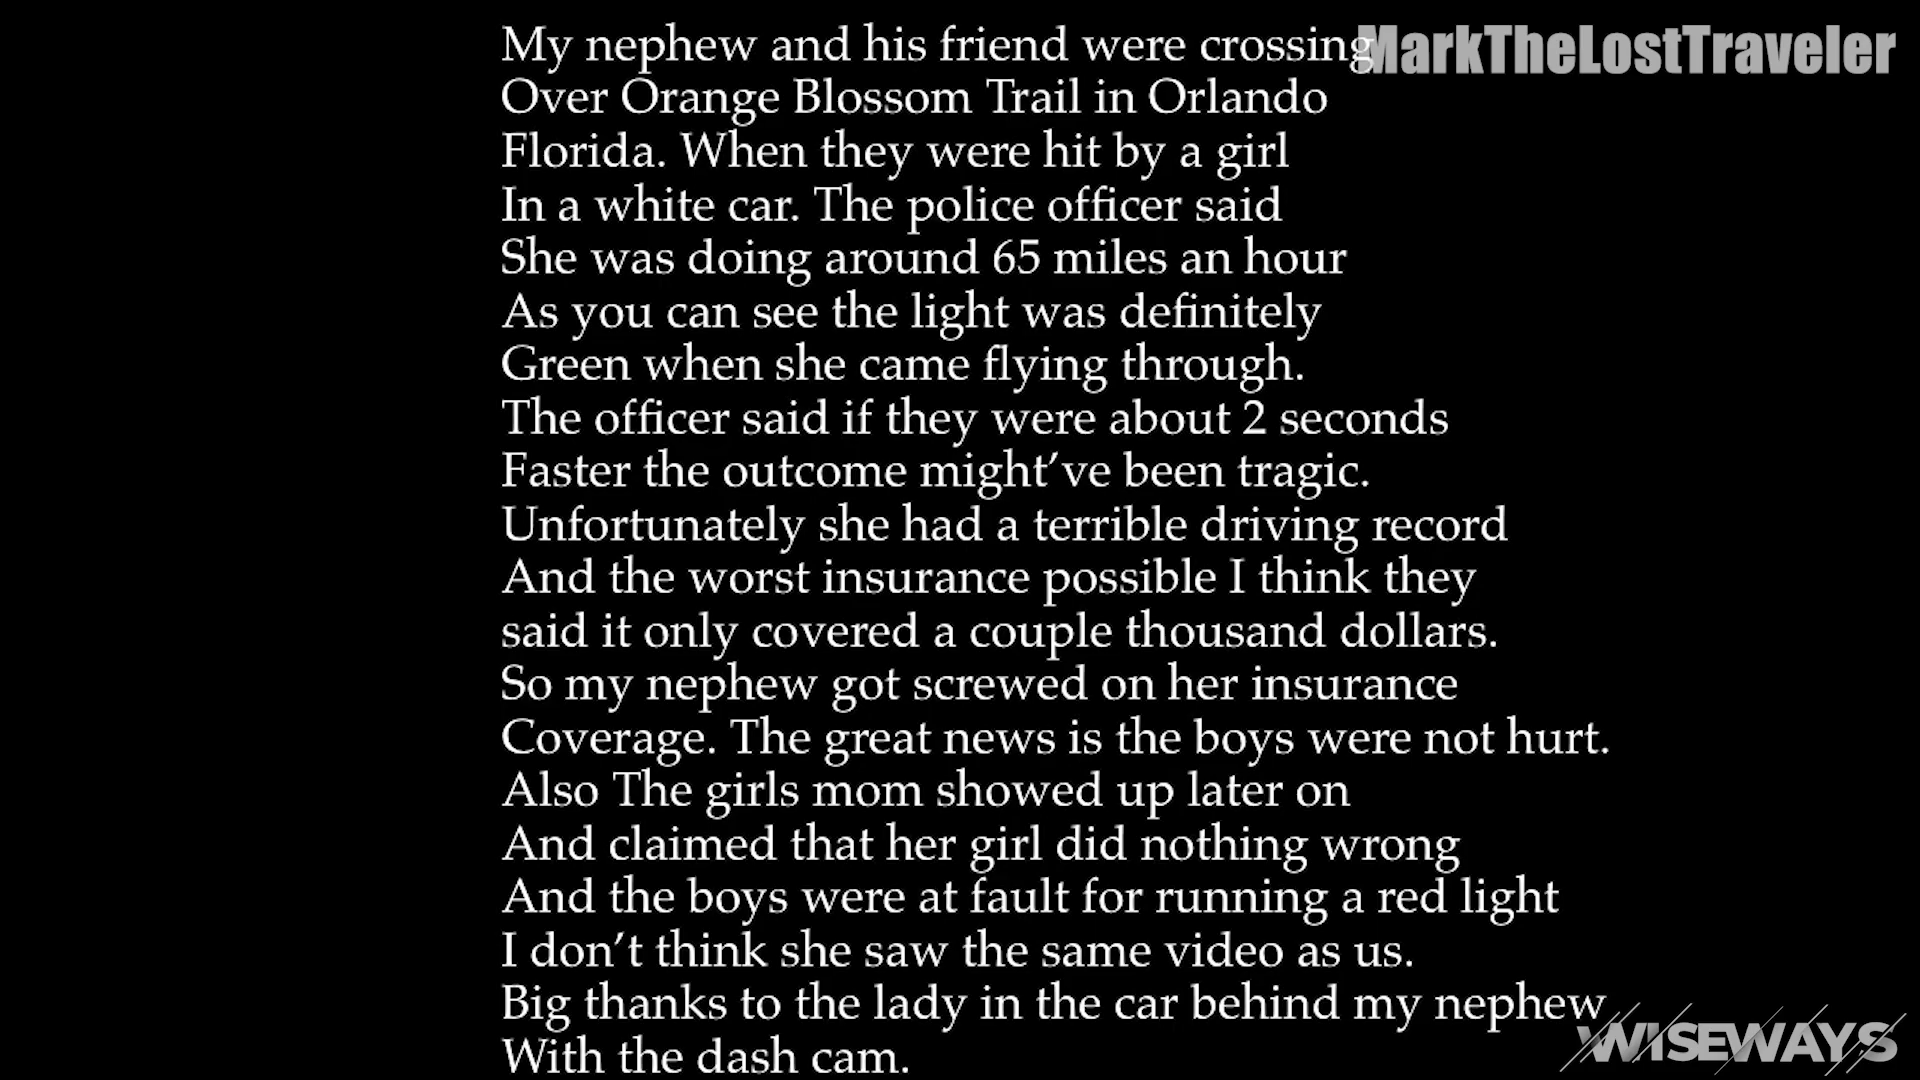 My nephew and his friend were crossing
MarkTheLostTraveler
Over Orange Blossom Trail in Orlando
Florida. When they were hit by a girl
In a white car. The police officer said
She was doing around 65 miles an hour
As you can see the light was definitely
Green when she came flying through.
The officer said if they were about 2 seconds
Faster the outcome might’ve been tragic.
Unfortunately she had a terrible driving record
And the worst insurance possible I think they
said it only covered a couple thousand dollars.
So my nephew got screwed on her insurance
Coverage. The great news is the boys were not hurt.
Also The girls mom showed up later on
And claimed that her girl did nothing wrong
And the boys were at fault for running a red light
I don’t think she saw the same video as us.
Big thanks to the lady in the car behind my nephew
With the dash cam.
WISEWAYS